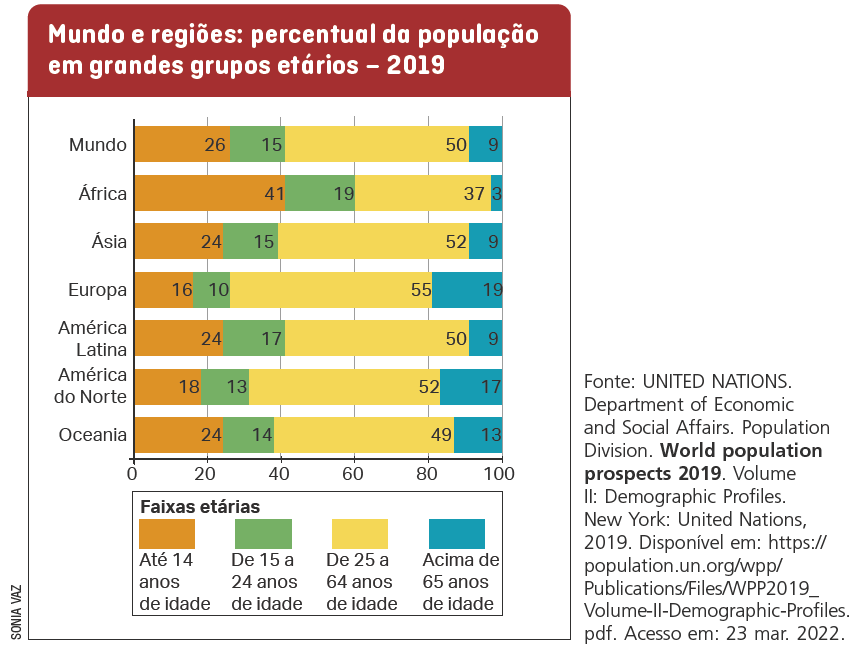 Mundo e regiões: percentual da população
em grandes grupos etários – 2019
Mundo 26 15 50 9
África 41 19 37 3
Ásia 24 15 52 9
Europa 16 10 55 19
América
Latina 24 17 50 9
América
do Norte 18 13 52 17
Oceania 24 14 49 13
0 20 40 60 80 100
Faixas etárias
Até 14
anos
de idade
De 15 a
24 anos
de idade
De 25 a
64 anos
de idade
Acima de
65 anos
de idade
SONIA VAZ
Fonte: UNITED NATIONS.
Department of Economic
and Social Affairs. Population
Division. World population
prospects 2019. Volume
II: Demographic Profiles.
New York: United Nations,
2019. Disponível em: https://
population.un.org/wpp/
Publications/Files/WPP2019_
Volume-II-Demographic-Profiles.
pdf. Acesso em: 23 mar. 2022.